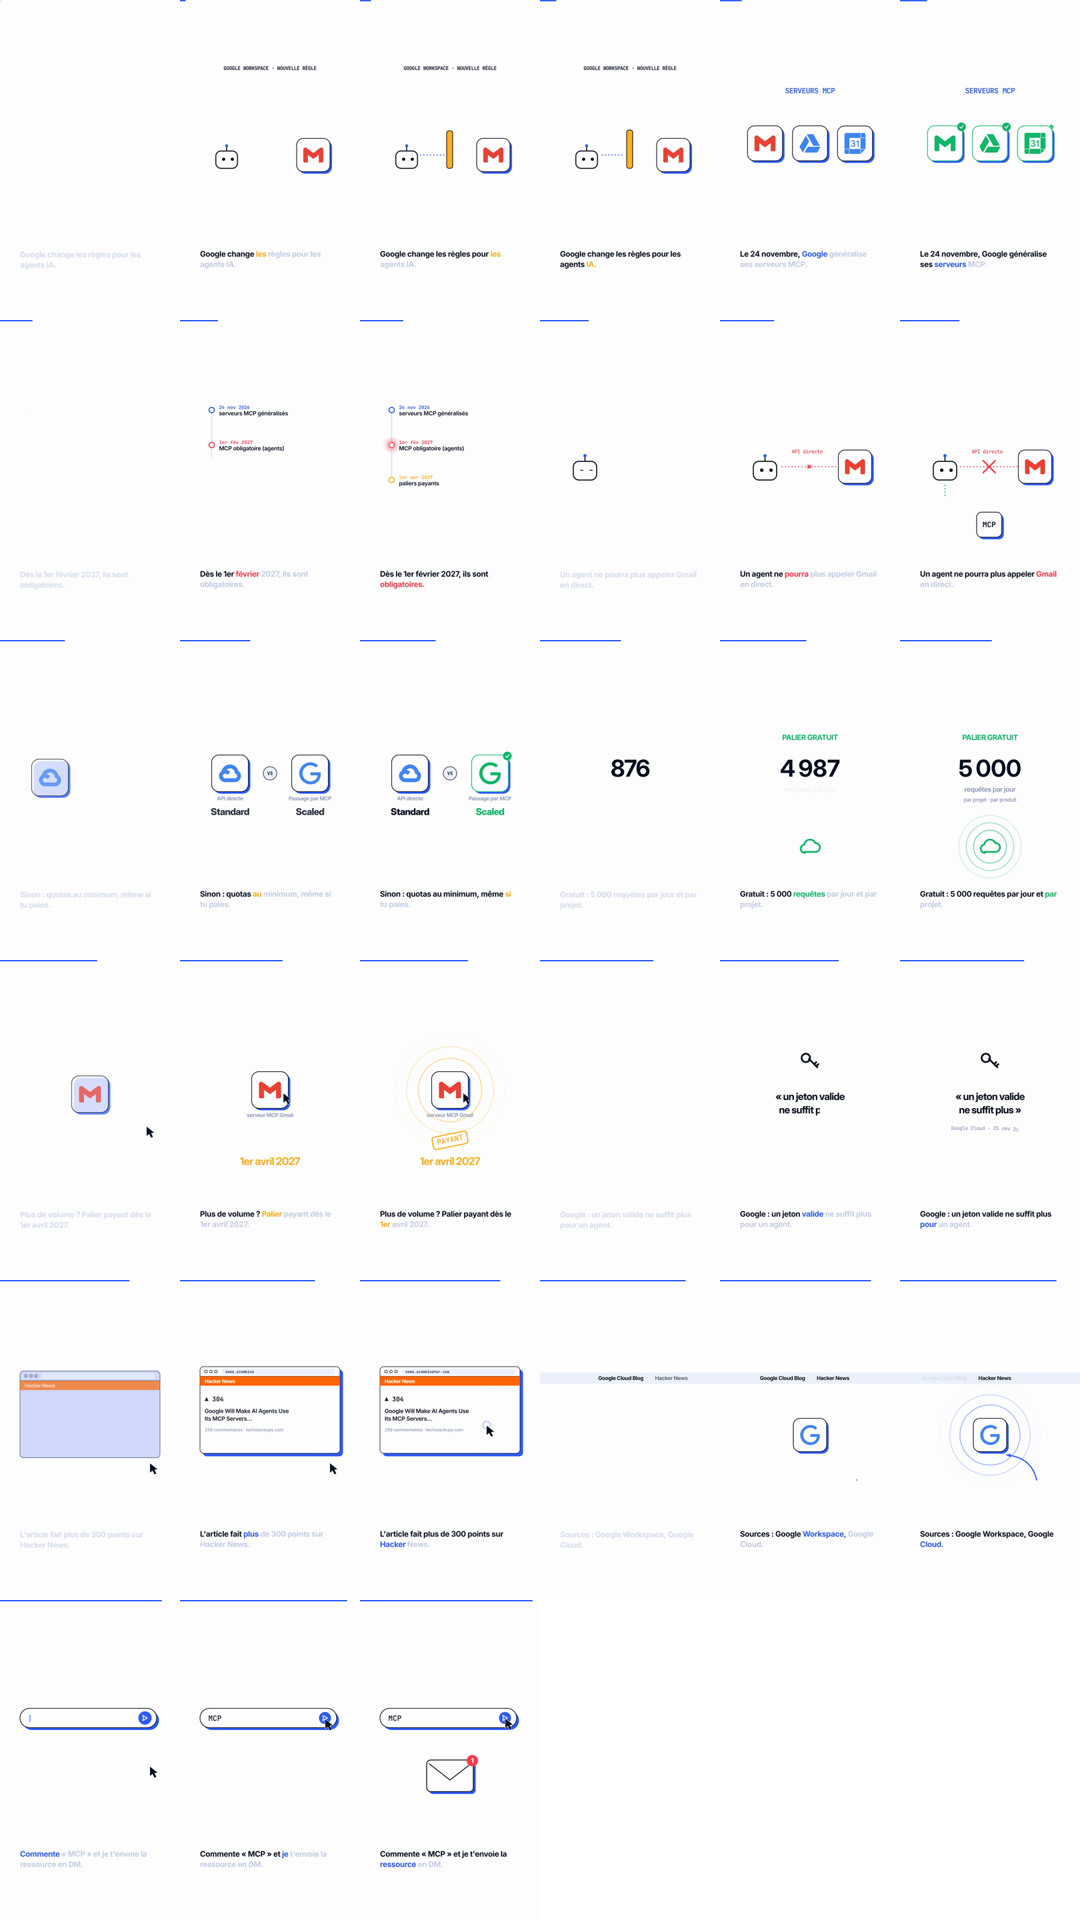 GOOGLE WORKSPACE - NOUVELLE RÈGLE
GOOGLE WORKSPACE - NOUVELLE RÈGLE
GOOGLE WORKSPACE - NOUVELLE RÈGLE
SERVEURS MCP
SERVEURS MCP
31
31
Google change les règles pour les
agents IA.
Google change les règles pour les
agents IA.
Google change les règles pour les
agents IA.
Google change les règles pour les
agents IA.
Le 24 novembre, Google généralise
ses serveurs MCP.
Le 24 novembre, Google généralise
ses serveurs MCP.
24 nov 2026
serveurs MCP généralisés
1er fév 2027
MCP obligatoire (agents)
24 nov 2026
serveurs MCP généralisés
1er fév 2027
MCP obligatoire (agents)
1er avr 2027
paliers payants
API directe
API directe
MCP
Dès le 1er février 2027, ils sont
obligatoires.
Dès le 1er février 2027, ils sont
obligatoires.
Dès le 1er février 2027, ils sont
obligatoires.
Un agent ne pourra plus appeler Gmail
en direct.
Un agent ne pourra plus appeler Gmail
en direct.
Un agent ne pourra plus appeler Gmail
en direct.
VS
API directe
Passage par MCP
Standard
Scaled
VS
API directe
Passage par MCP
Standard
Scaled
876
PALIER GRATUIT
4 987
requêtes par jour
PALIER GRATUIT
5 000
requêtes par jour
par projet · par produit
Sinon : quotas au minimum, même si
tu paies.
Sinon : quotas au minimum, même si
tu paies.
Sinon : quotas au minimum, même si
tu paies.
Gratuit : 5 000 requêtes par jour et par
projet.
Gratuit : 5 000 requêtes par jour et par
projet.
Gratuit : 5 000 requêtes par jour et par
projet.
serveur MCP Gmail
1er avril 2027
serveur MCP Gmail
PAYANT
1er avril 2027
« un jeton valide
ne suffit p
« un jeton valide
ne suffit plus »
Google Cloud · 25 nov 2
Plus de volume ? Palier payant dès le
1er avril 2027.
Plus de volume ? Palier payant dès le
1er avril 2027.
Plus de volume ? Palier payant dès le
1er avril 2027.
Google : un jeton valide ne suffit plus
pour un agent.
Google : un jeton valide ne suffit plus
pour un agent.
Google : un jeton valide ne suffit plus
pour un agent.
Hacker News
news.ycombina
Hacker News
▲ 304
Google Will Make AI Agents Use
Its MCP Servers...
news.ycombinator.com
Hacker News
▲ 304
Google Will Make AI Agents Use
Its MCP Servers...
Google Cloud Blog Hacker News
Google Cloud Blog Hacker News
Google Cloud Blog Hacker News
L'article fait plus de 300 points sur
Hacker News.
L'article fait plus de 300 points sur
Hacker News.
L'article fait plus de 300 points sur
Hacker News.
Sources : Google Workspace, Google
Cloud.
Sources : Google Workspace, Google
Cloud.
Sources : Google Workspace, Google
Cloud.
MCP
MCP
1
Commente « MCP » et je t'envoie la
ressource en DM.
Commente « MCP » et je t'envoie la
ressource en DM.
Commente « MCP » et je t'envoie la
ressource en DM.